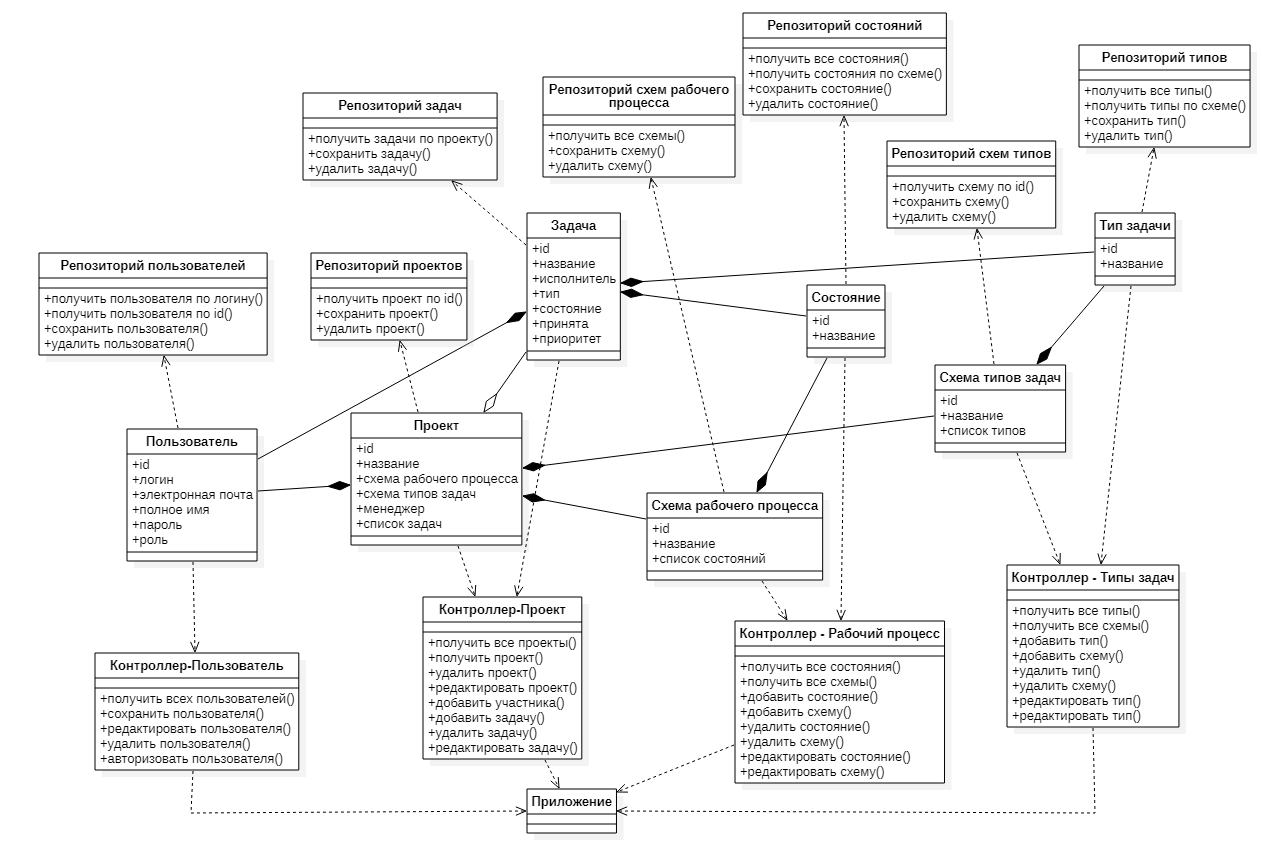 Репозиторий состояний
+получить все состояния()
+получить состояния по схеме()
+сохранить состояние()
+удалить состояние()
Репозиторий типов
+получить все типы()
+получить типы по схеме()
+сохранить тип()
+удалить тип()
Репозиторий схем рабочего
процесса
+получить все схемы()
+сохранить схему()
+удалить схему()
Репозиторий задач
+получить задачи по проекту()
+сохранить задачу()
+удалить задачу()
Репозиторий схем типов
+получить схему по id()
+сохранить схему()
+удалить схему()
Задача
+id
+название
+исполнитель
+тип
+состояние
+принята
+приоритет
Тип задачи
+id
+название
Репозиторий пользователей
+получить пользователя по логину()
+получить пользователя по id()
+сохранить пользователя()
+удалить пользователя()
Репозиторий проектов
+получить проект по id()
+сохранить проект()
+удалить проект()
Состояние
+id
+название
Схема типов задач
+id
+название
+список типов
Пользователь
+id
+логин
+электронная почта
+полное имя
+пароль
+роль
Проект
+id
+название
+схема рабочего процесса
+схема типов задач
+менеджер
+список задач
Схема рабочего процесса
+id
+название
+список состояний
Контроллер - Типы задач
+получить все типы()
+получить все схемы()
+добавить тип()
+добавить схему()
+удалить тип()
+удалить схему()
+редактировать тип()
+редактировать тип()
Контроллер-Проект
+получить все проекты()
+получить проект()
+удалить проект()
+редактировать проект()
+добавить участника()
+добавить задачу()
+удалить задачу()
+редактировать задачу()
Контроллер - Рабочий процесс
+получить все состояния()
+получить все схемы()
+добавить состояние()
+добавить схему()
+удалить состояние()
+удалить схему()
+редактировать состояние()
+редактировать схему()
Контроллер-Пользователь
+получить всех пользователей()
+сохранить пользователя()
+редактировать пользователя()
+удалить пользователя()
+авторизовать пользователя()
Приложение